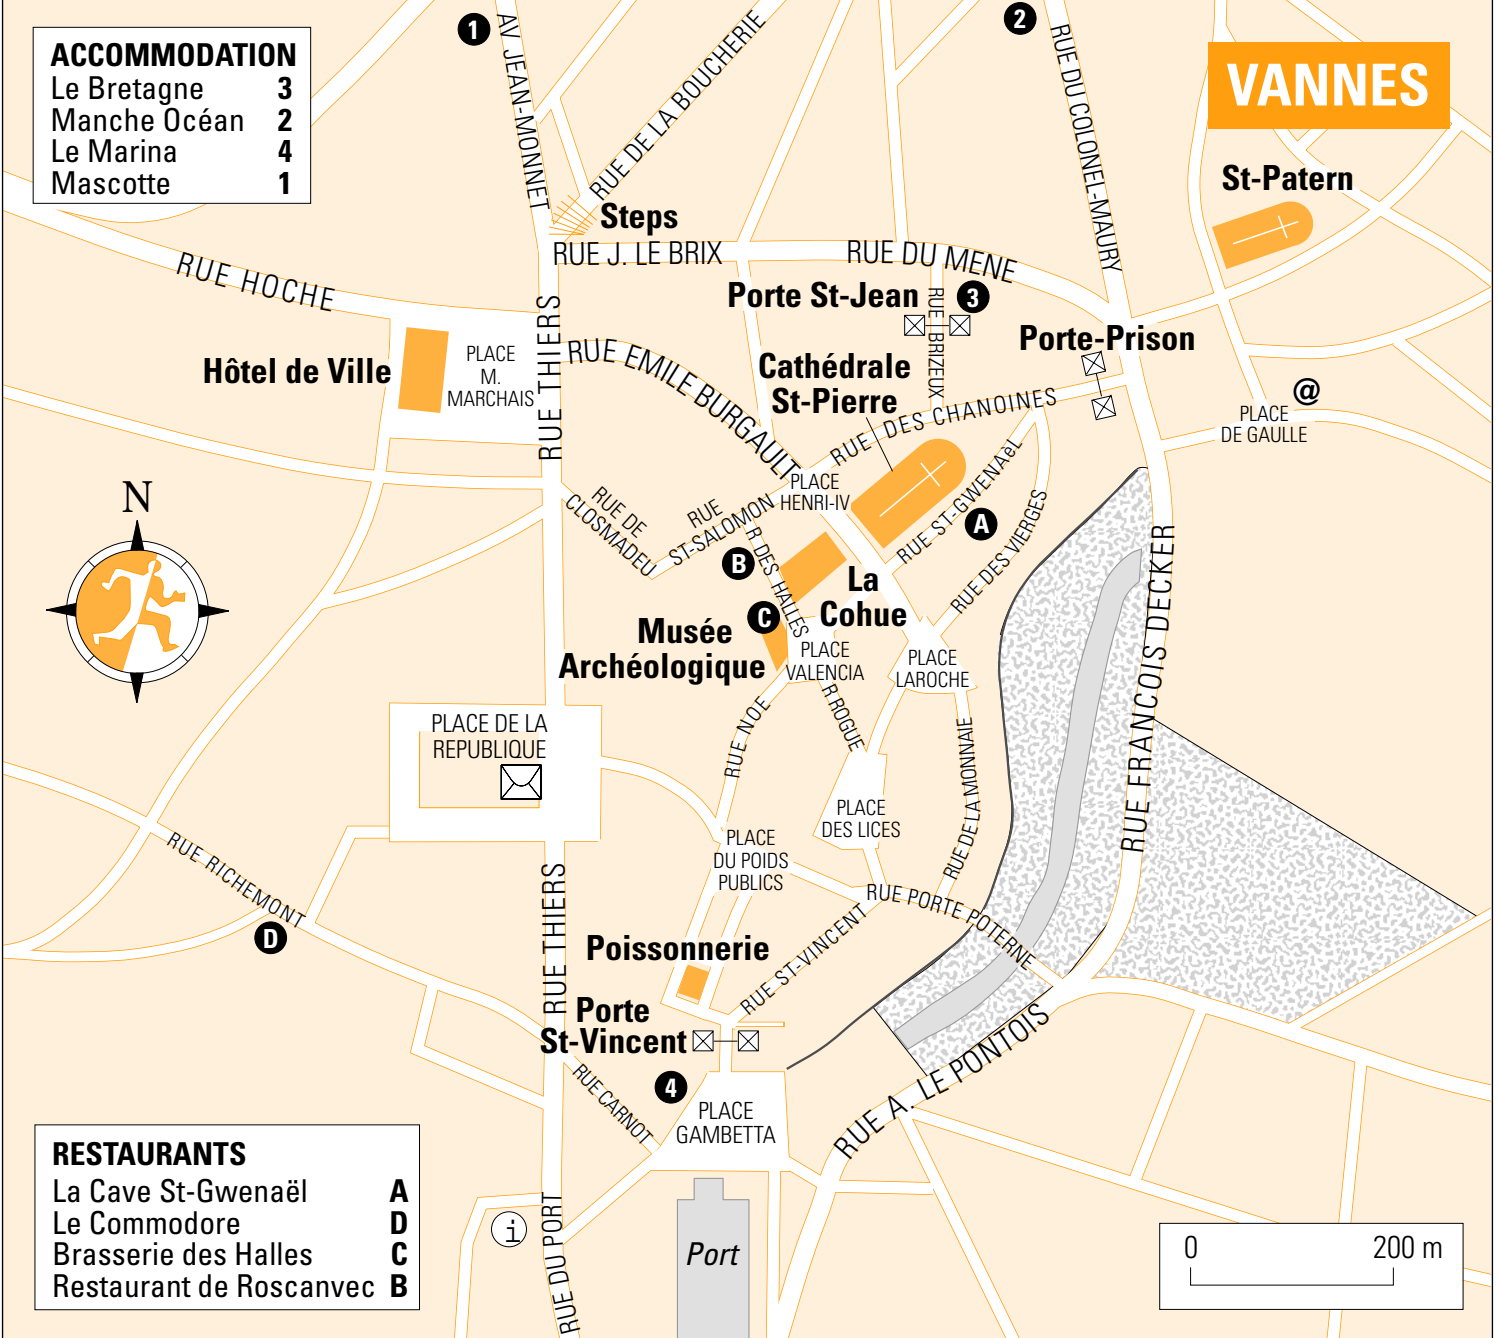 ACCOMMODATION
Le Bretagne 3
Manche Océan 2
Le Marina 4
Mascotte 1
1
2
VANNES
AV. JEAN-MONNET
RUE DE LA BOUCHERIE
RUE DU COLONEL-MAURY
St-Patern
Steps
RUE J. LE BRIX
RUE DU MENE
RUE HOCHE
Porte St-Jean
3
RUE BRIZEUX
Porte-Prison
Hôtel de Ville
PLACE
M.
MARCHAIS
RUE THIERS
RUE EMILE BURGAULT
Cathédrale
St-Pierre
RUE DES CHANOINES
@
PLACE
DE GAULLE
N
PLACE
HENRI-IV
RUE DE
CLOSMADEU
RUE
ST-SALOMON
R DES HALLES
RUE ST-GWENAëL
A
RUE DES VIERGES
B
La
Cohue
C
Musée
Archéologique
PLACE
VALENCIA
PLACE
LAROCHE
RUE FRANCOIS DECKER
PLACE DE LA
REPUBLIQUE
RUE NOE
R ROGUE
RUE DE LA MONNAIE
PLACE
DES LICES
PLACE
DU POIDS
PUBLICS
RUE RICHEMONT
D
RUE THIERS
RUE PORTE POTERNE
Poissonnerie
RUE ST-VINCENT
Porte
St-Vincent
4
RUE CARNOT
PLACE
GAMBETTA
RUE A. LE PONTOIS
RESTAURANTS
La Cave St-Gwenaël A
Le Commodore D
Brasserie des Halles C
Restaurant de Roscanvec B
i
RUE DU PORT
Port
0 200 m